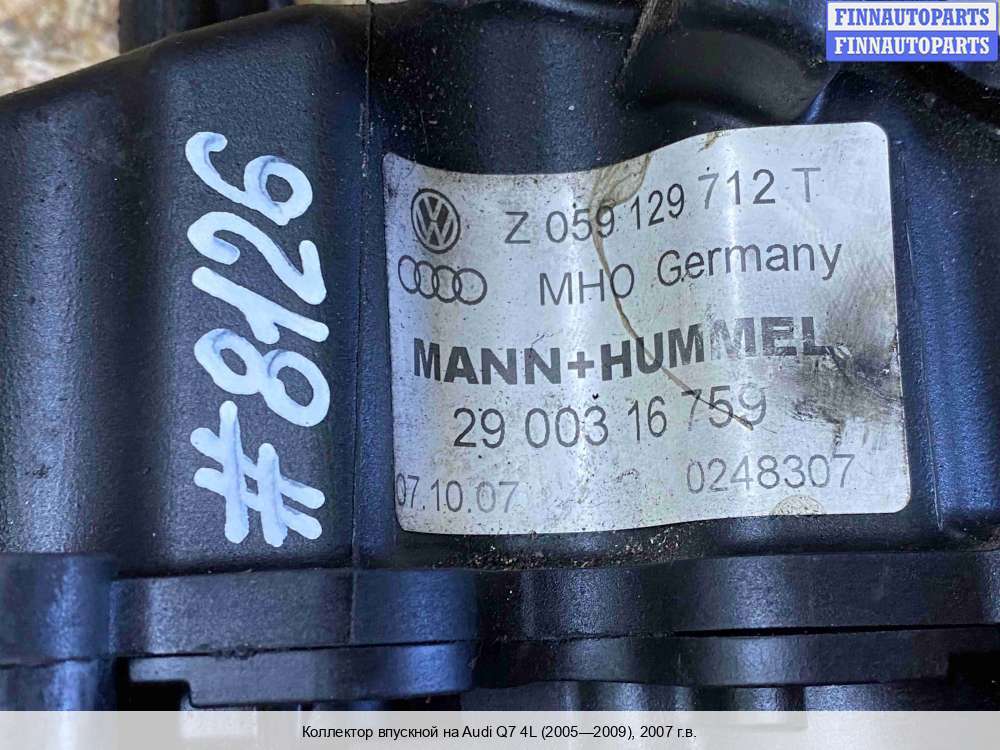 FINNAUTOPARTS
FINNAUTOPARTS
#8126
Z 059 129 712 T
MHO Germany
MANN+HUMMEL
29 003 16 759
07.10.07 0248307
Коллектор впускной на Audi Q7 4L (2005—2009), 2007 г.в.